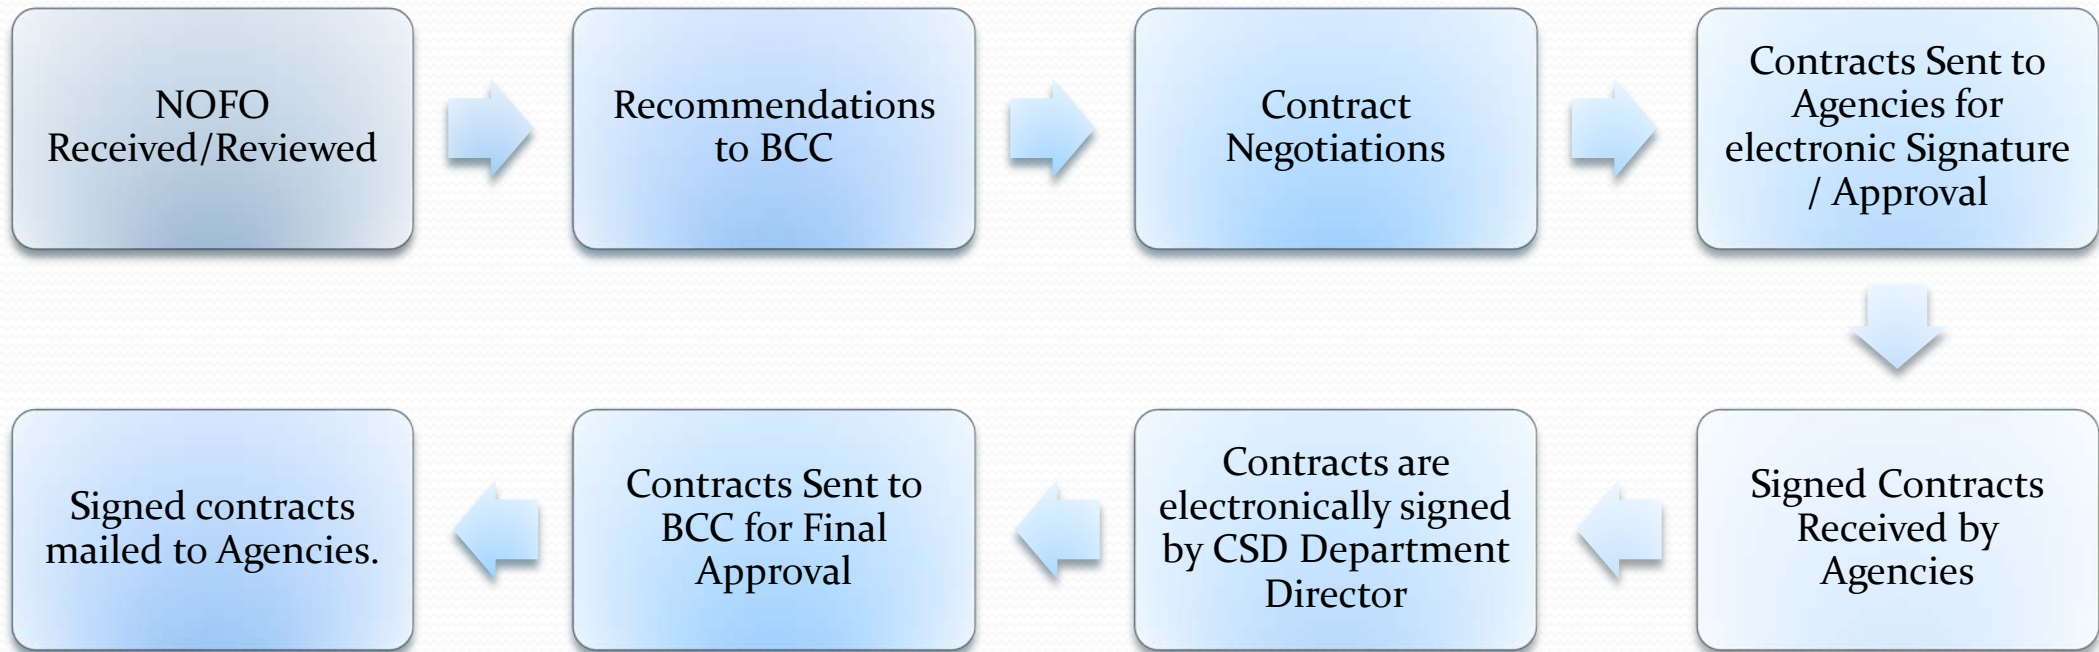 NOFO
Received/Reviewed
Recommendations
to BCC
Contract
Negotiations
Contracts Sent to
Agencies for
electronic Signature
/ Approval
Signed Contracts
Received by
Agencies
Contracts are
electronically signed
by CSD Department
Director
Contracts Sent to
BCC for Final
Approval
Signed contracts
mailed to Agencies.